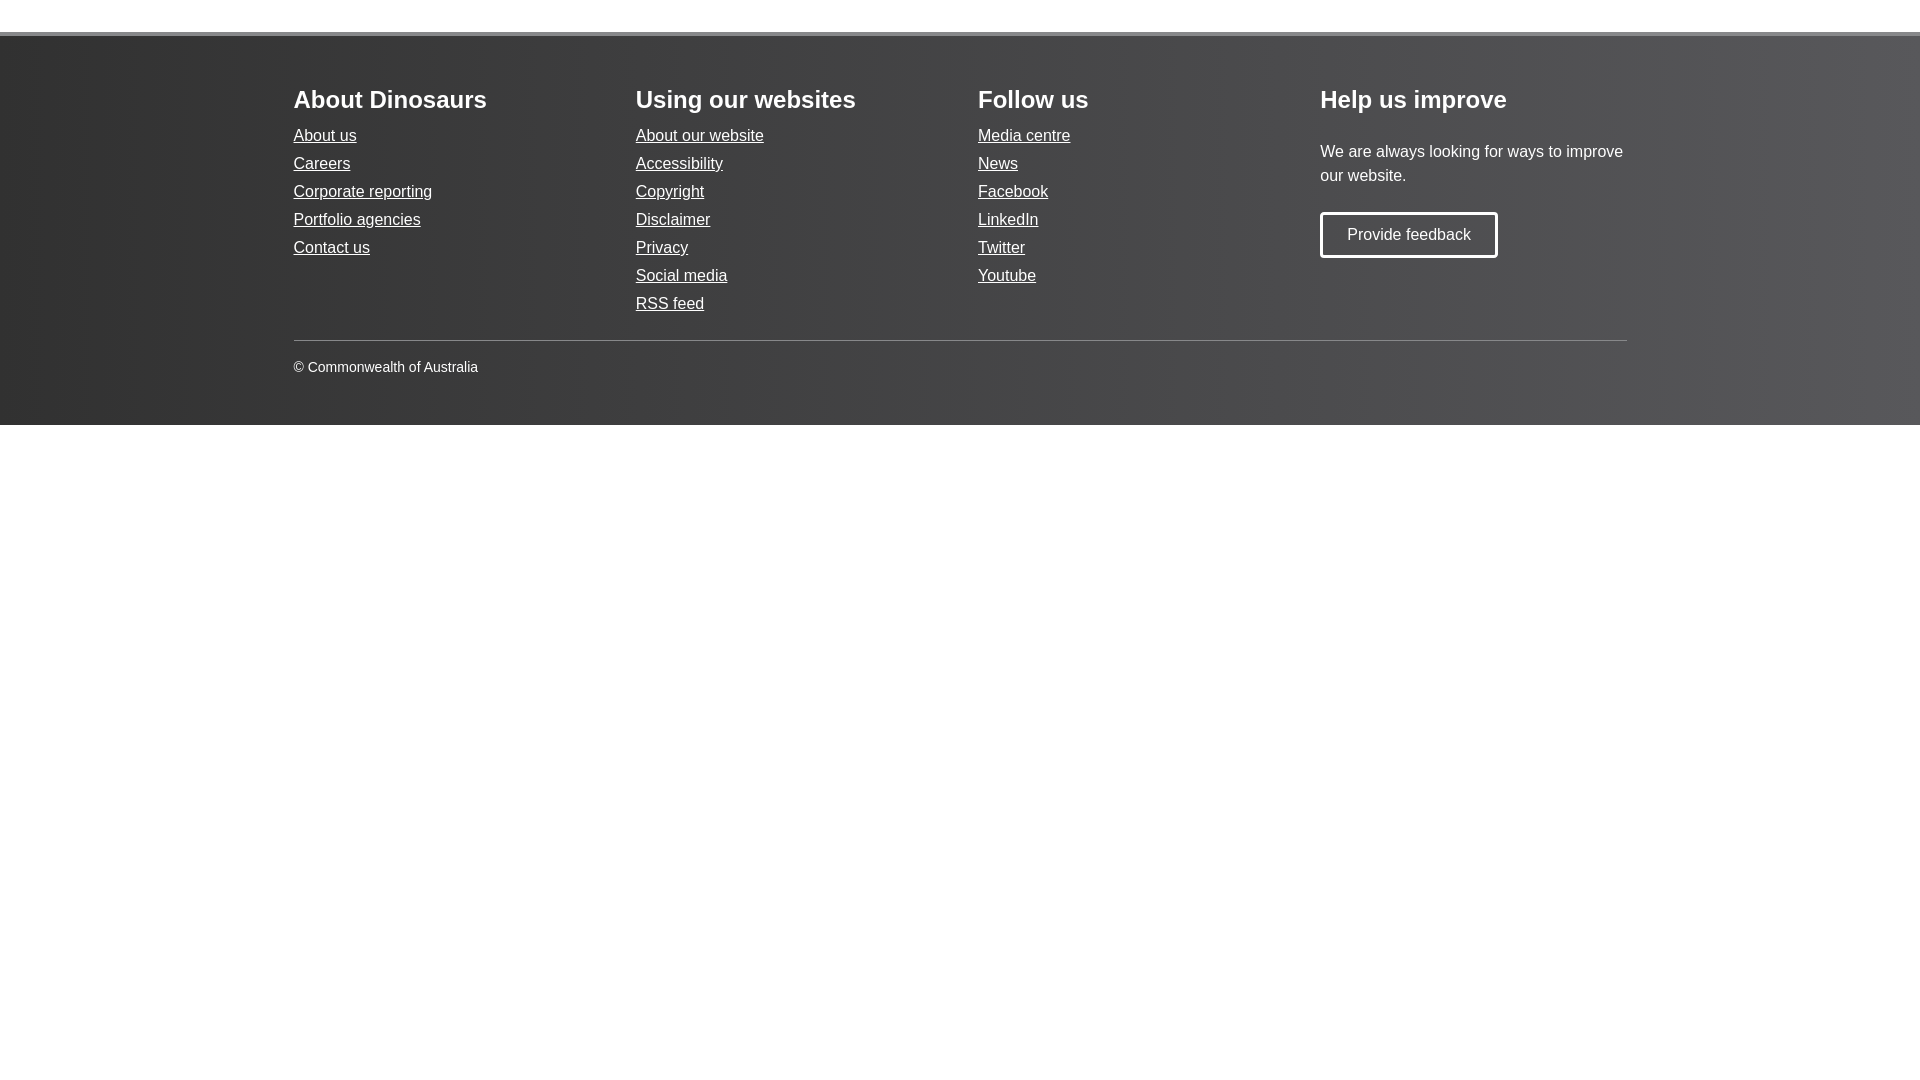 About Dinosaurs
About us
Careers
Corporate reporting
Portfolio agencies
Contact us
Using our websites
About our website
Accessibility
Copyright
Disclaimer
Privacy
Social media
RSS feed
Follow us
Media centre
News
Facebook
LinkedIn
Twitter
Youtube
Help us improve
We are always looking for ways to improve
our website.
Provide feedback
© Commonwealth of Australia